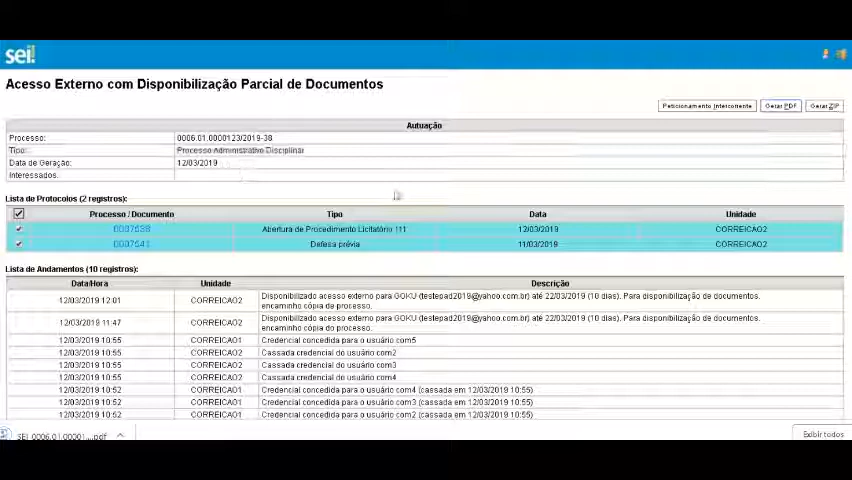 sei!
Acesso Externo com Disponibilização Parcial de Documentos
Peticionamento Intercorrente Gerar PDF Gerar ZIP
Autuação
Processo: 0006.01.0000123/2019-38
Tipo: Processo Administrativo Disciplinar
Data de Geração: 12/03/2019
Interessados:
Lista de Protocolos (2 registros):
Processo / Documento Tipo Data Unidade
0007538 Abertura de Procedimento Licitatório 111 12/03/2019 CORREICAO2
0007541 Defesa prévia 11/03/2019 CORREICAO2
Lista de Andamentos (10 registros):
Data/Hora Unidade Descrição
12/03/2019 12:01 CORREICAO2 Disponibilizado acesso externo para GOKU (testepad2019@yahoo.com.br) até 22/03/2019 (10 dias). Para disponibilização de documentos.
encaminho cópia de processo.
12/03/2019 11:47 CORREICAO2 Disponibilizado acesso externo para GOKU (testepad2019@yahoo.com.br) até 22/03/2019 (10 dias). Para disponibilização de documentos.
encaminho cópia do processo.
12/03/2019 10:55 CORREICAO1 Credencial concedida para o usuário com5
12/03/2019 10:55 CORREICAO2 Cassada credencial do usuário com2
12/03/2019 10:55 CORREICAO2 Cassada credencial do usuário com3
12/03/2019 10:55 CORREICAO2 Cassada credencial do usuário com4
12/03/2019 10:52 CORREICAO1 Credencial concedida para o usuário com4 (cassada em 12/03/2019 10:55)
12/03/2019 10:52 CORREICAO1 Credencial concedida para o usuário com3 (cassada em 12/03/2019 10:55)
12/03/2019 10:52 CORREICAO1 Credencial concedida para o usuário com2 (cassada em 12/03/2019 10:55)
SEI 0006.01.00001....pdf Exibir todos